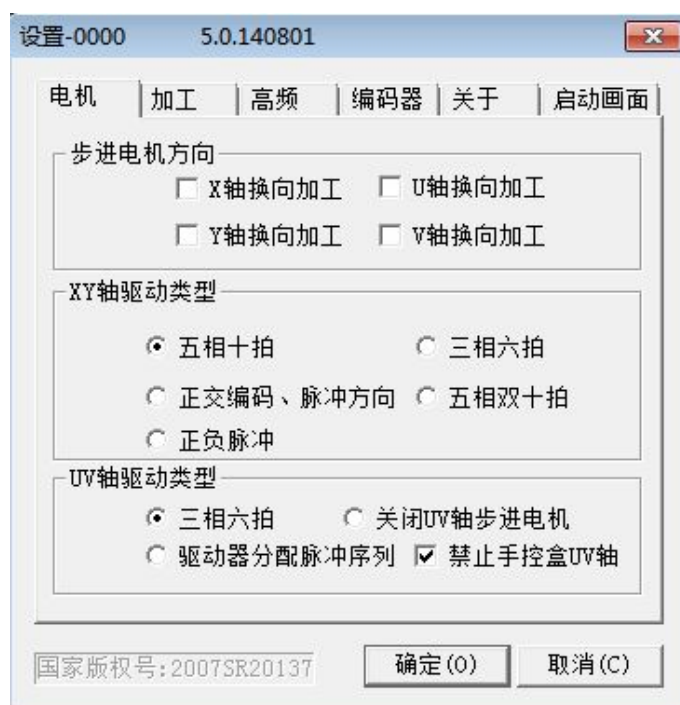 设置-0000 5.0.140801
电机 加工 高频 编码器 关于 启动画面
步进电机方向
X轴换向加工 U轴换向加工
Y轴换向加工 V轴换向加工
XY轴驱动类型
五相十拍 三相六拍
正交编码、脉冲方向 五相双十拍
正负脉冲
UV轴驱动类型
三相六拍 关闭UV轴步进电机
驱动器分配脉冲序列 禁止手控盒UV轴
国家版权号:2007SR20137 确定(O) 取消(C)